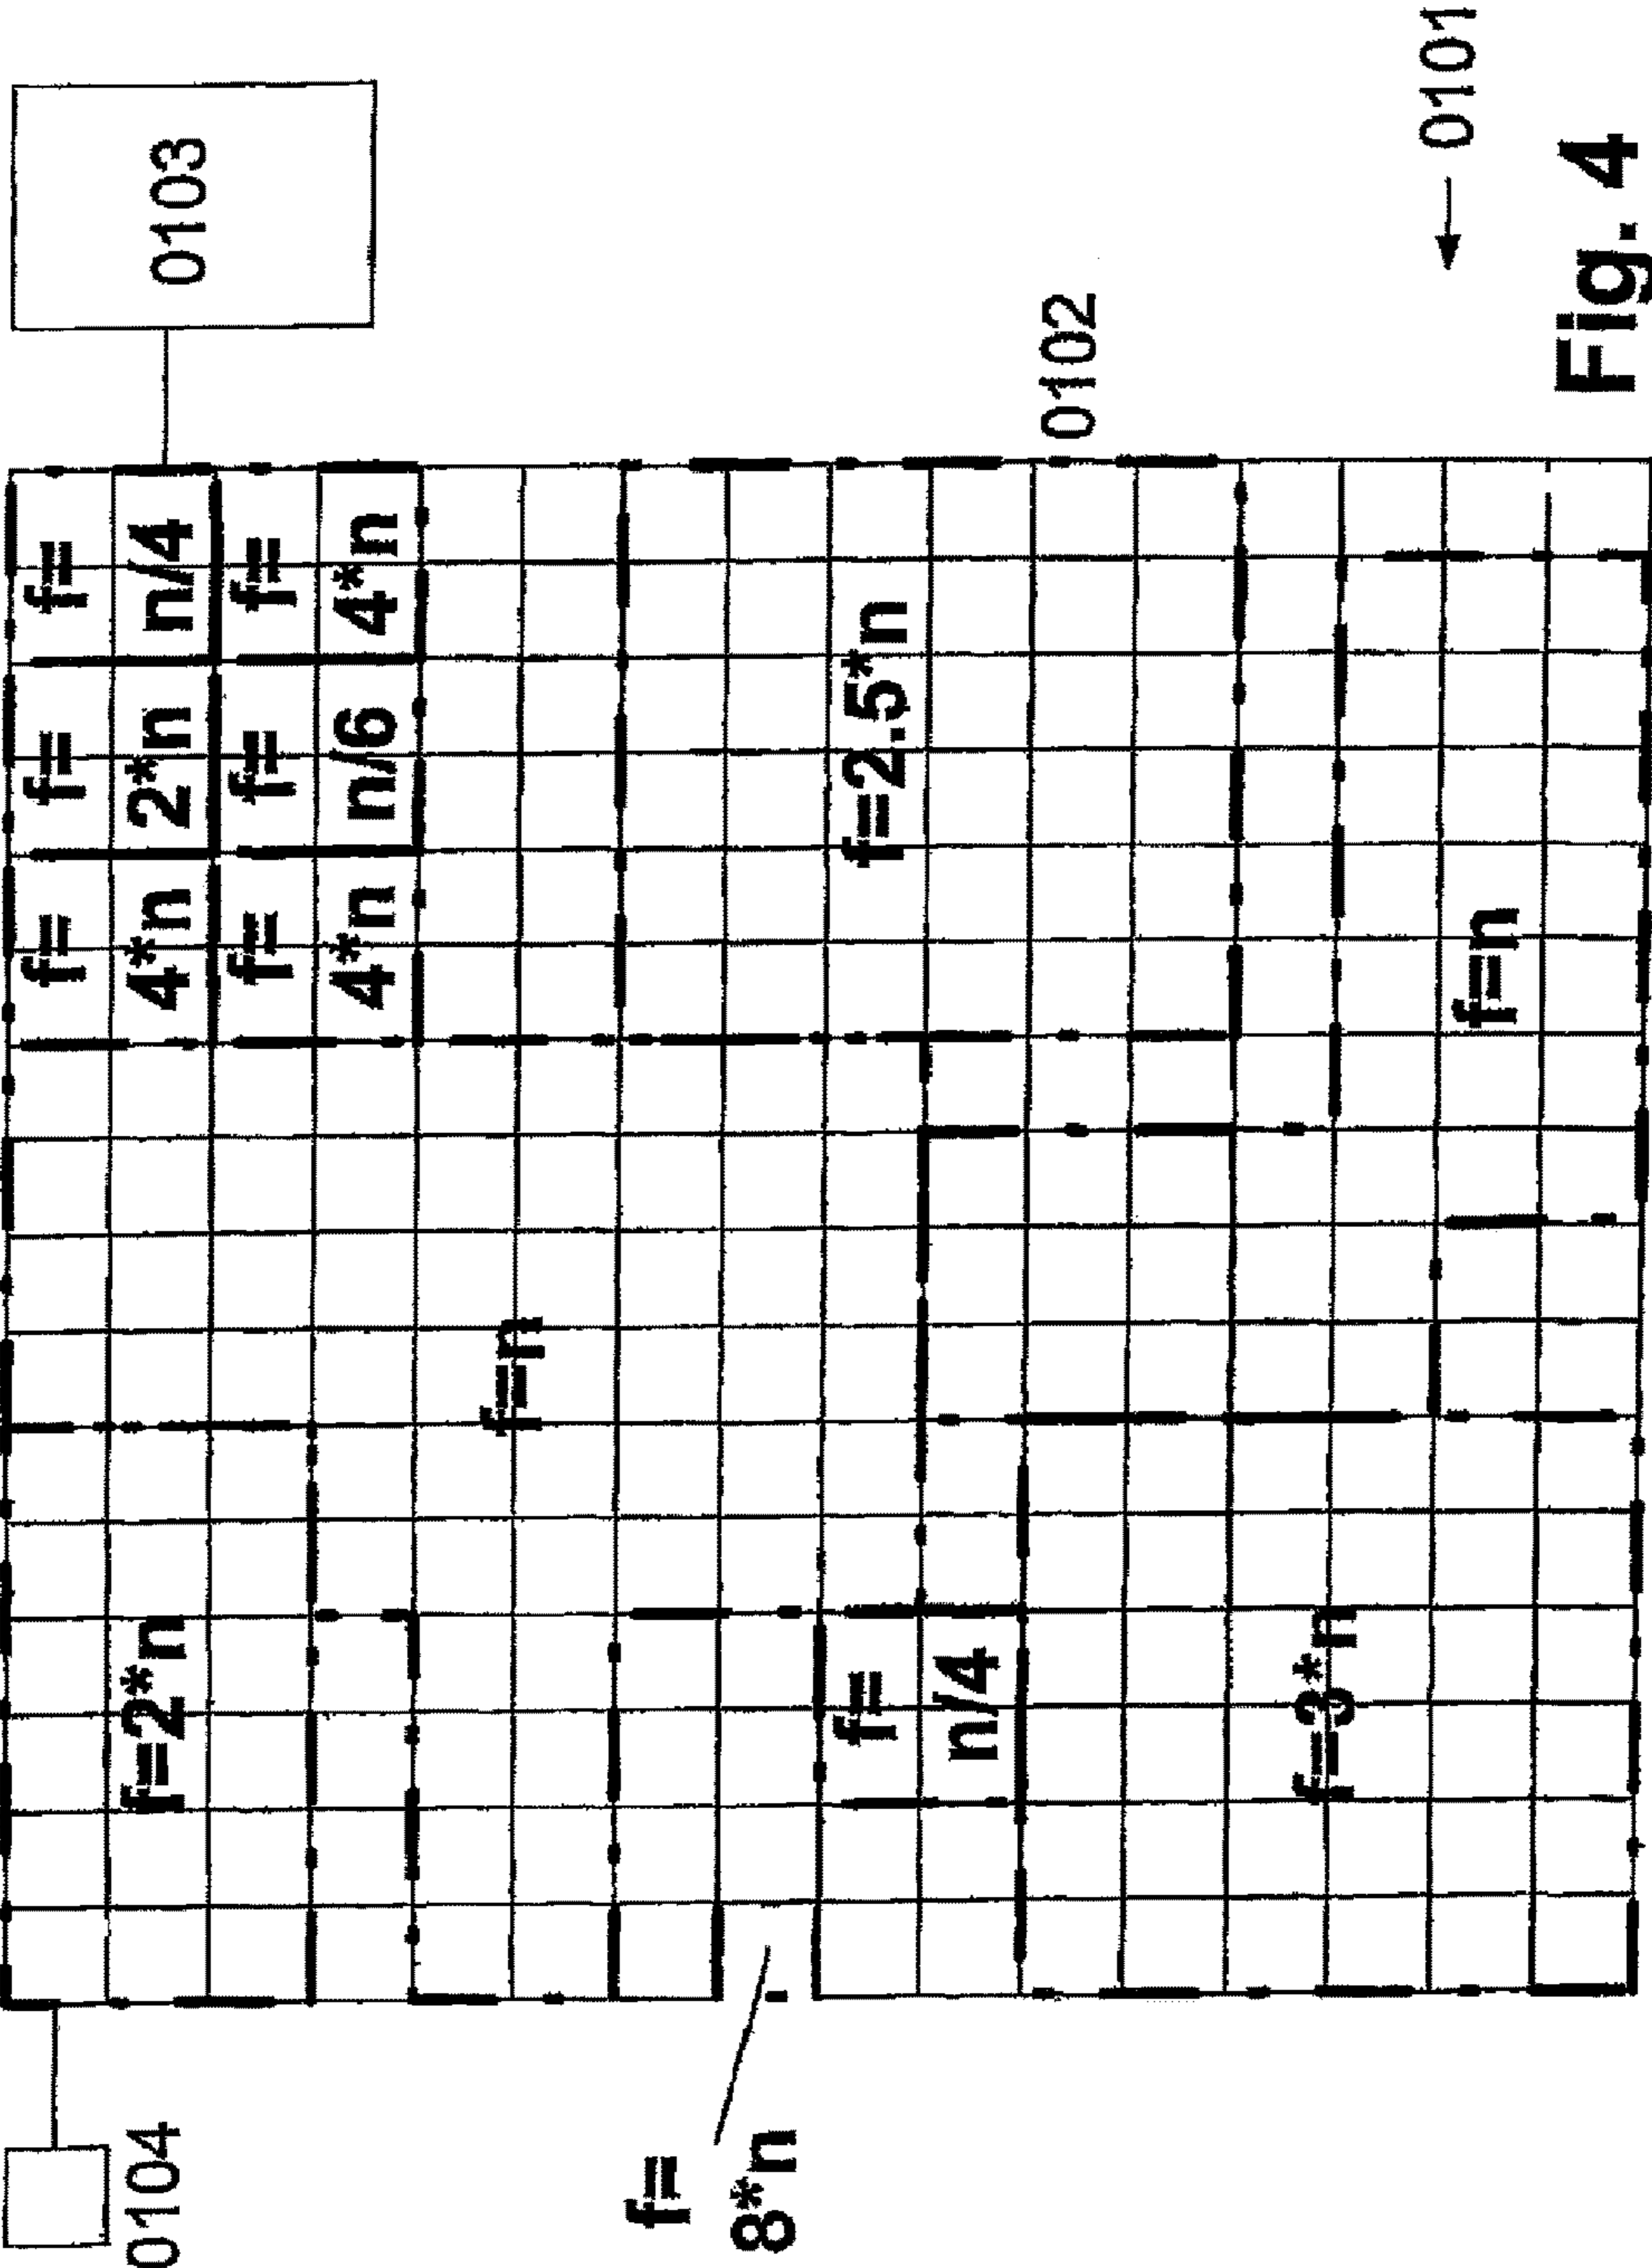 f=
f=
f=
0104
f=2*n
4*n
2*n
n/4
0103
f=
f=
f=
4*n
n/6
4*n
f=n
f=
8*n
f=
n/4
f=2.5*n
0102
f=3*n
f=n
0101
Fig. 4